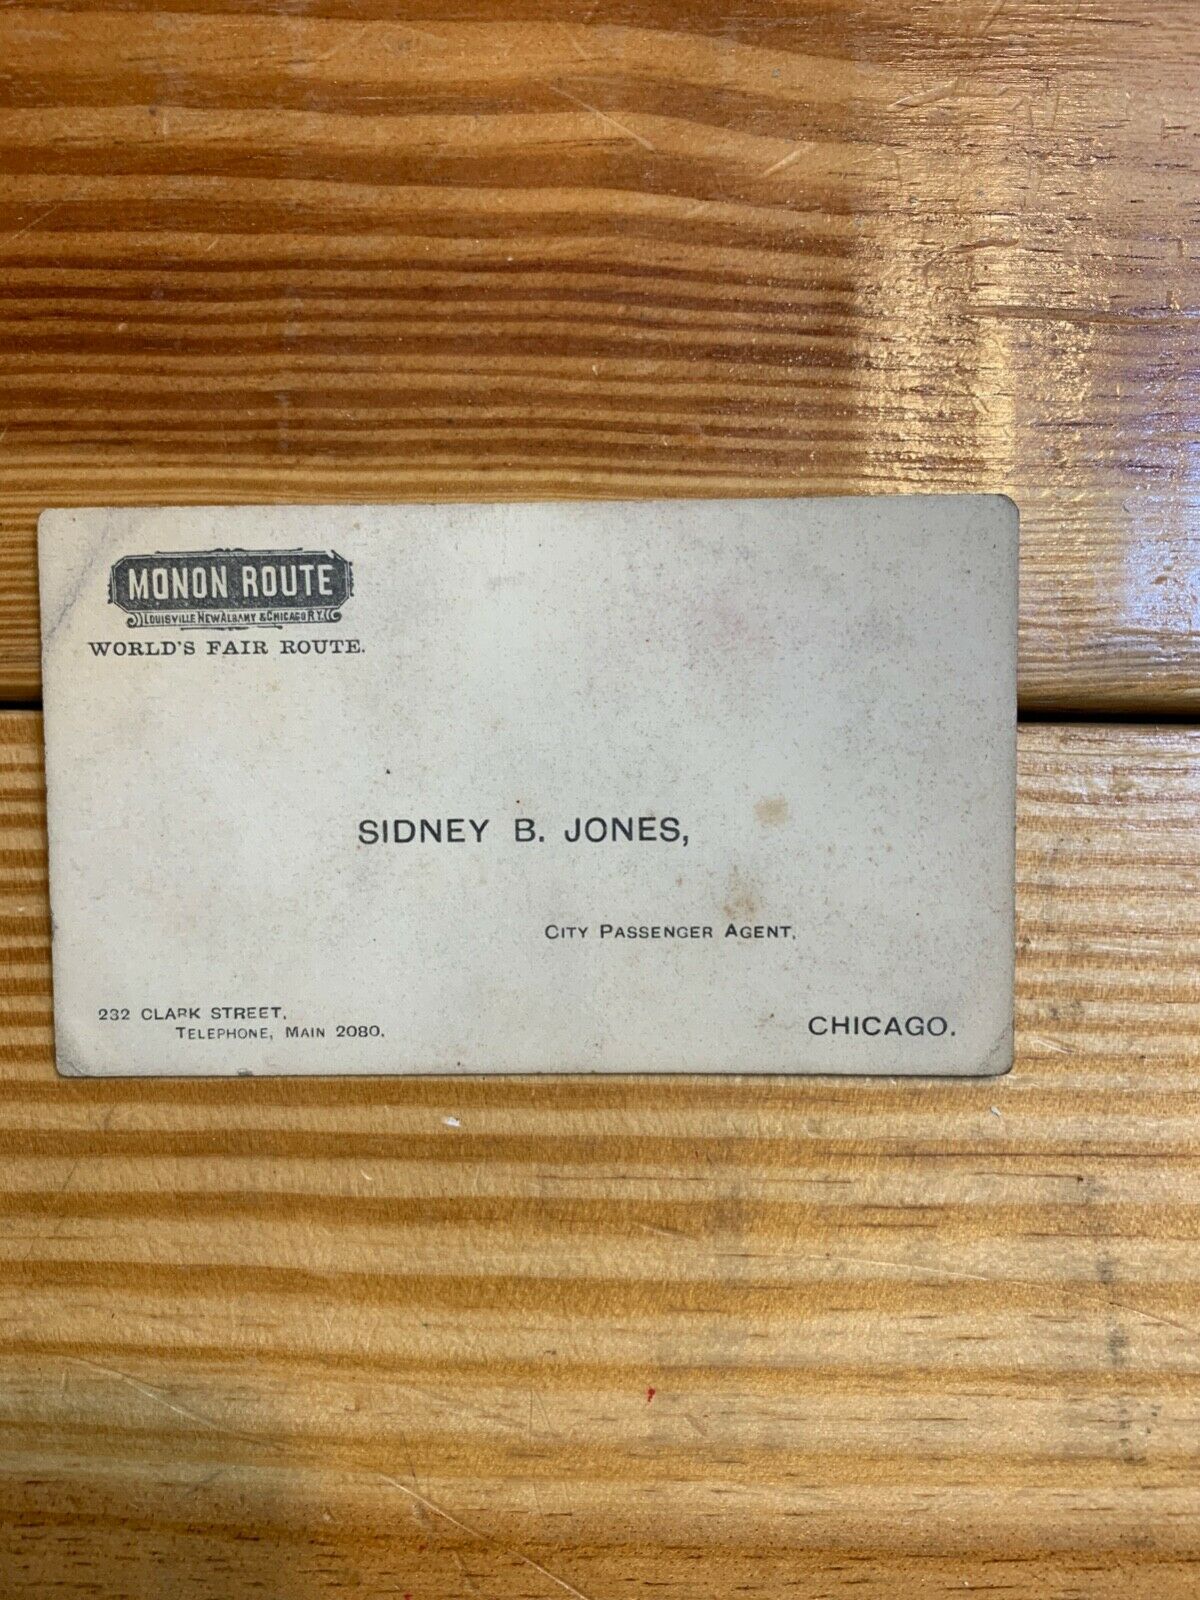 MONON ROUTE
LOUISVILLE NEW ALBANY & CHICAGO RY.
WORLD'S FAIR ROUTE.
SIDNEY B. JONES,
CITY PASSENGER AGENT,
232 CLARK STREET,
TELEPHONE, MAIN 2080.
CHICAGO.